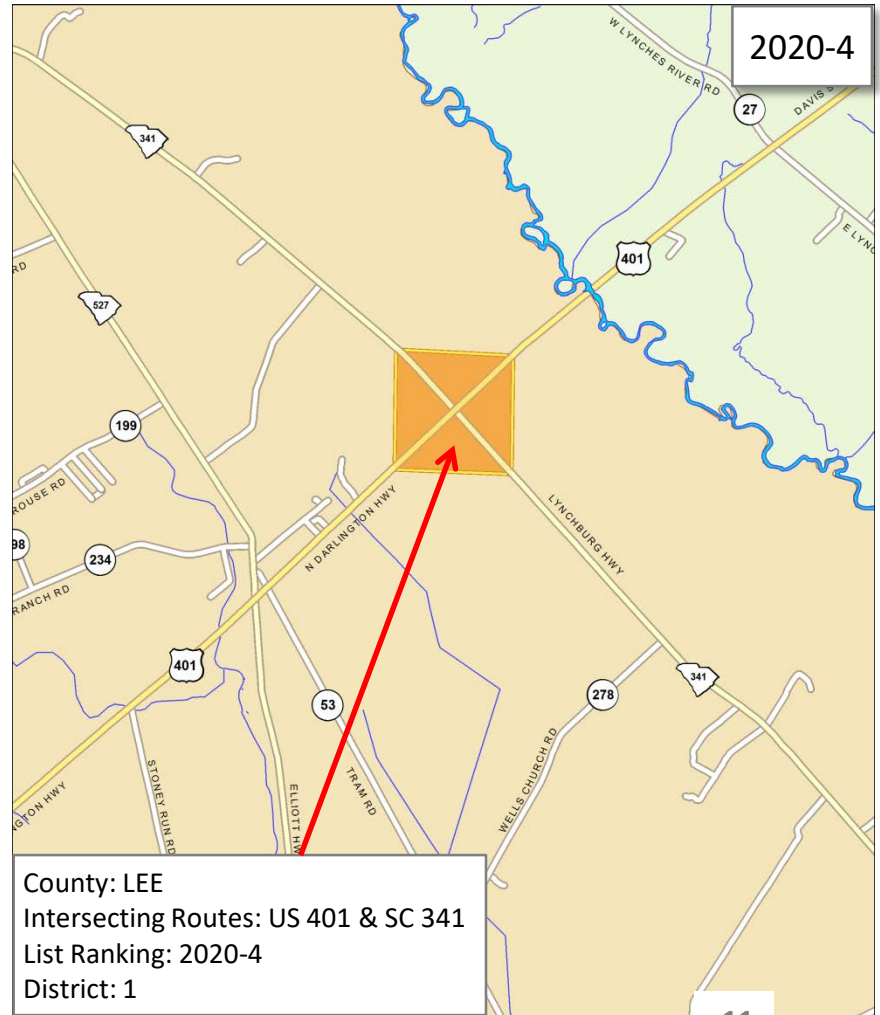 2020-4
W LYNCHES RIVER RD
27
DAVIS S
341
E LYNC
401
RD
527
199
ROUSE RD
N DARLINGTON HWY
LYNCHBURG HWY
98
234
RANCH RD
401
341
278
53
STONEY RUN RD
TRAM RD
WELLS CHURCH RD
NGTON HWY
ELLIOTT HW
County: LEE
Intersecting Routes: US 401 & SC 341
List Ranking: 2020-4
District: 1